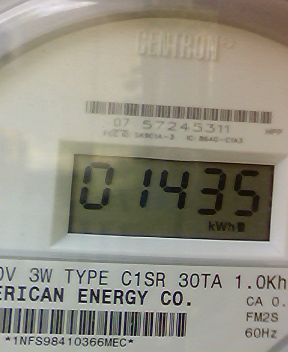 CENTRON®
07 57245311
HPP
01435
kWh
0V 3W TYPE C1SR 30TA 1.0Kh
ERICAN ENERGY CO.
CA 0.
FM2S
60Hz
*1NFS98410366MEC*